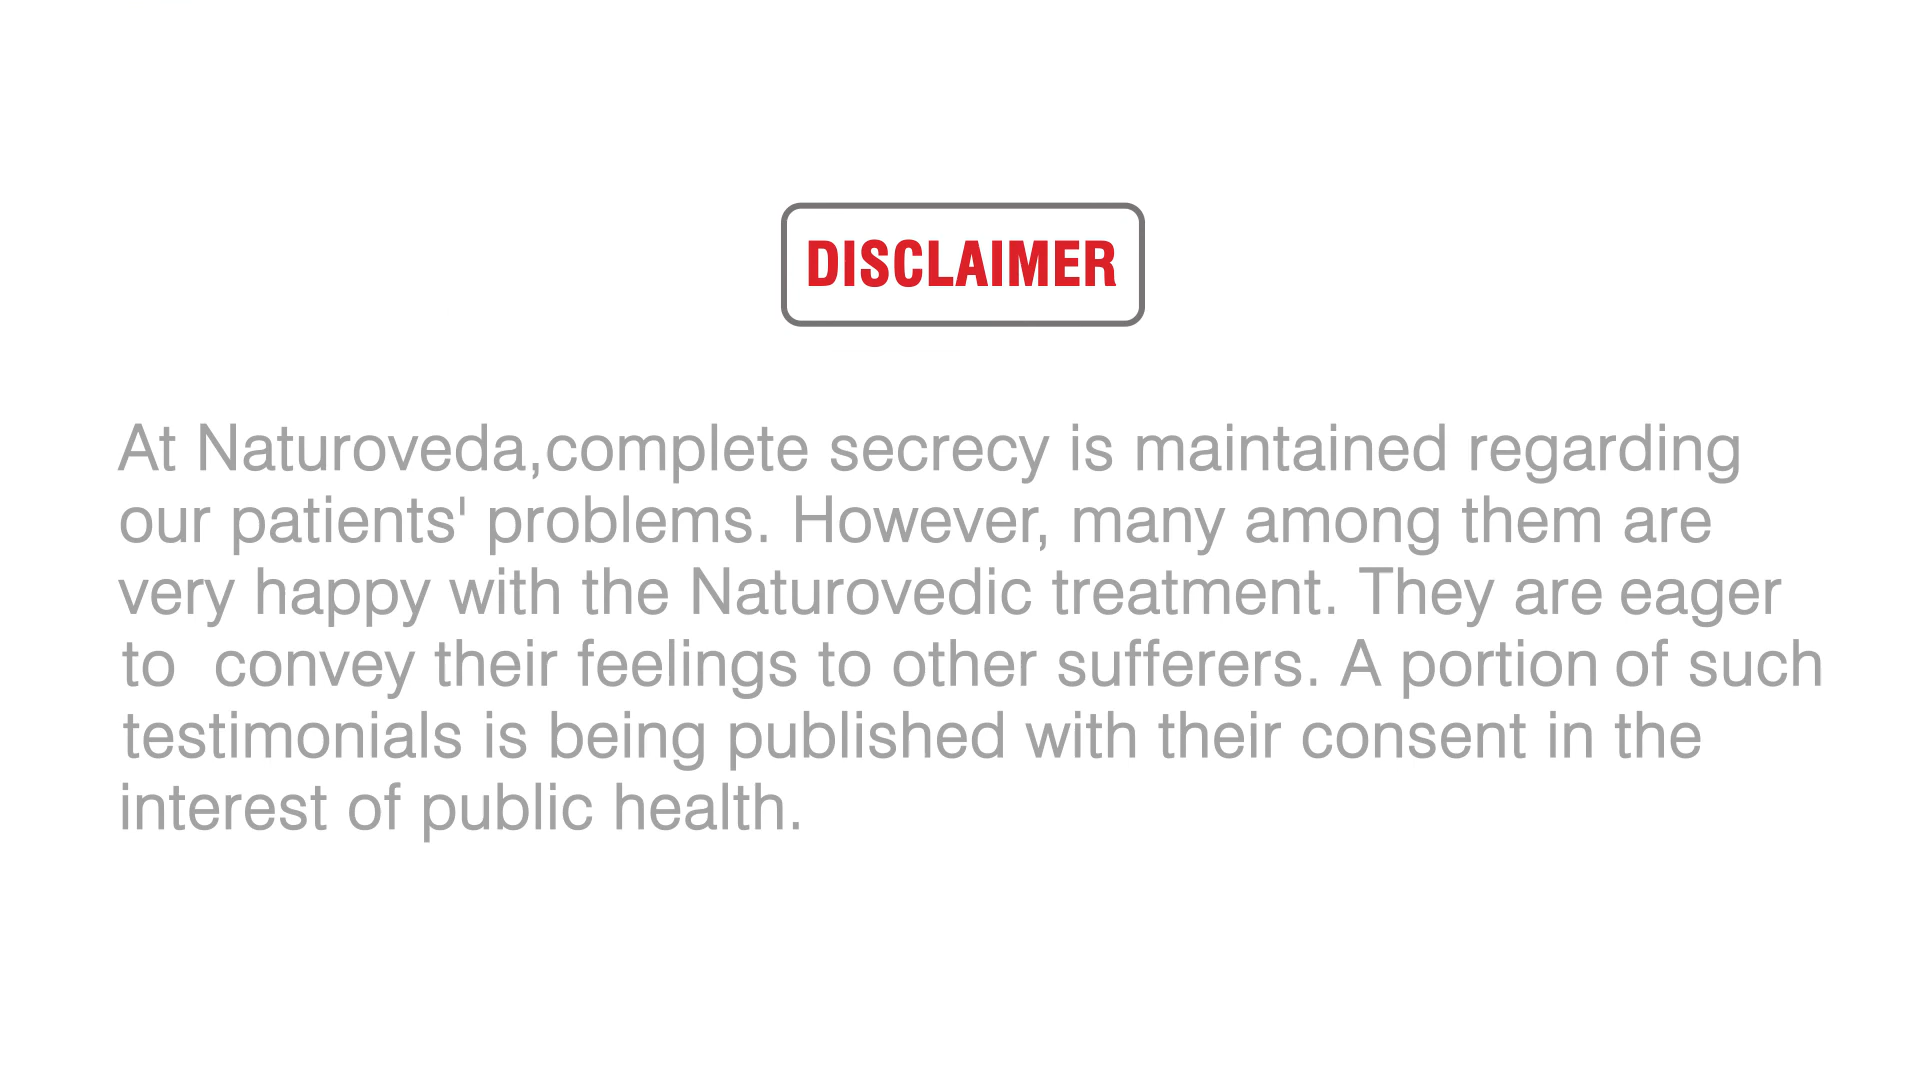 DISCLAIMER
At Naturoveda,complete secrecy is maintained regarding
our patients' problems. However, many among them are
very happy with the Naturovedic treatment. They are eager
to  convey their feelings to other sufferers. A portion of such
testimonials is being published with their consent in the
interest of public health.